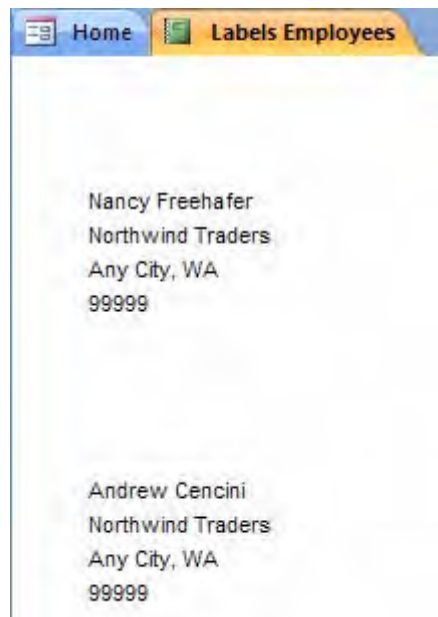 Home Labels Employees
Nancy Freehafer
Northwind Traders
Any City, WA
99999
Andrew Cencini
Northwind Traders
Any City, WA
99999